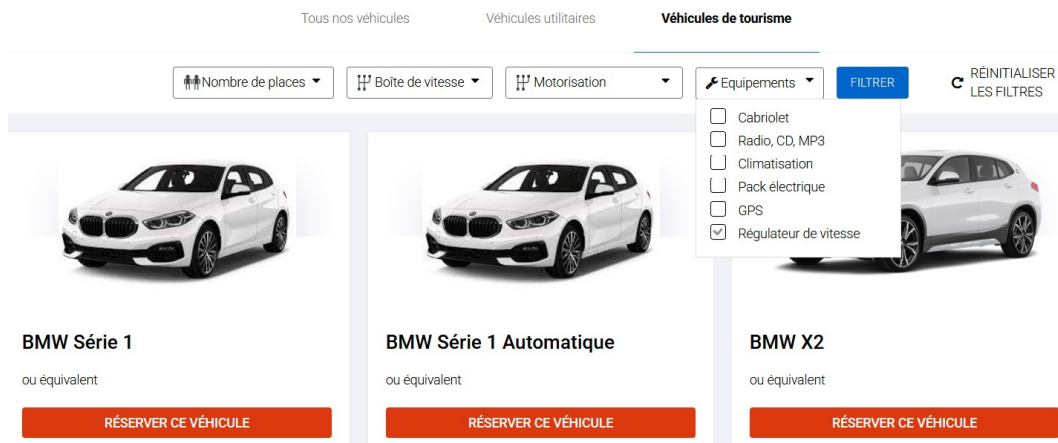 Tous nos véhicules
Véhicules utilitaires
Véhicules de tourisme
Nombre de places
Boîte de vitesse
Motorisation
Equipements
FILTRER
RÉINITIALISER
LES FILTRES
Cabriolet
Radio, CD, MP3
Climatisation
Pack électrique
GPS
Régulateur de vitesse
BMW Série 1
ou équivalent
RÉSERVER CE VÉHICULE
BMW Série 1 Automatique
ou équivalent
RÉSERVER CE VÉHICULE
BMW X2
ou équivalent
RÉSERVER CE VÉHICULE